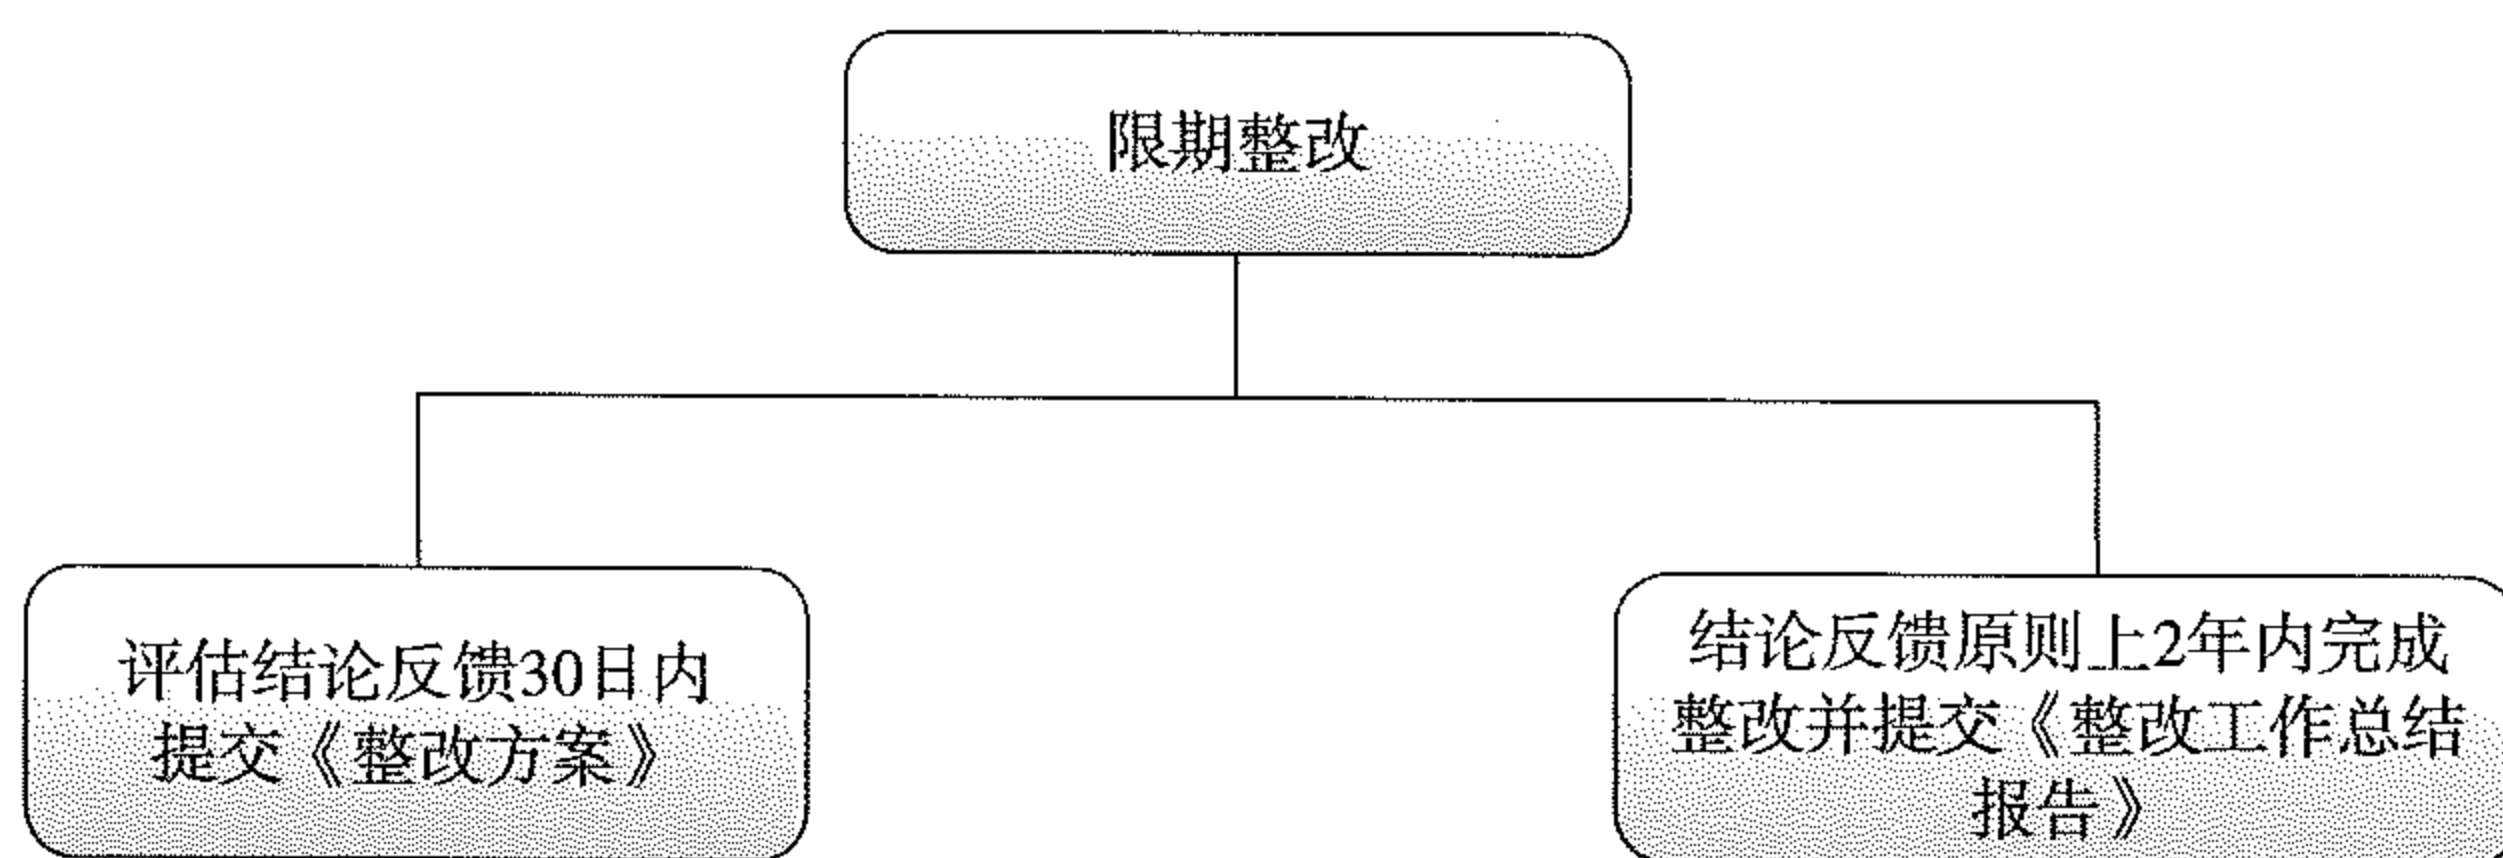 限期整改
评估结论反馈30日内
提交《整改方案》
结论反馈原则上2年内完成
整改并提交《整改工作总结
报告》